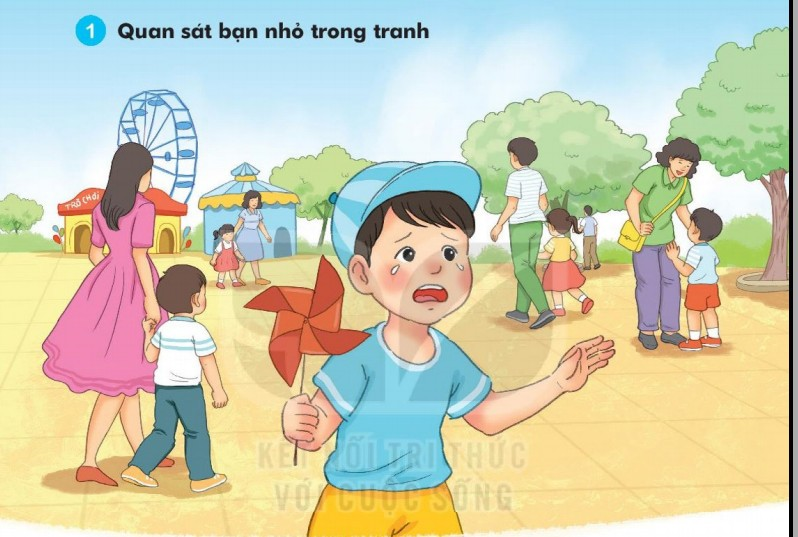 1 Quan sát bạn nhỏ trong tranh
TRÒ CHƠI
KẾT NỐI TRI THỨC
VỚI CUỘC SỐNG